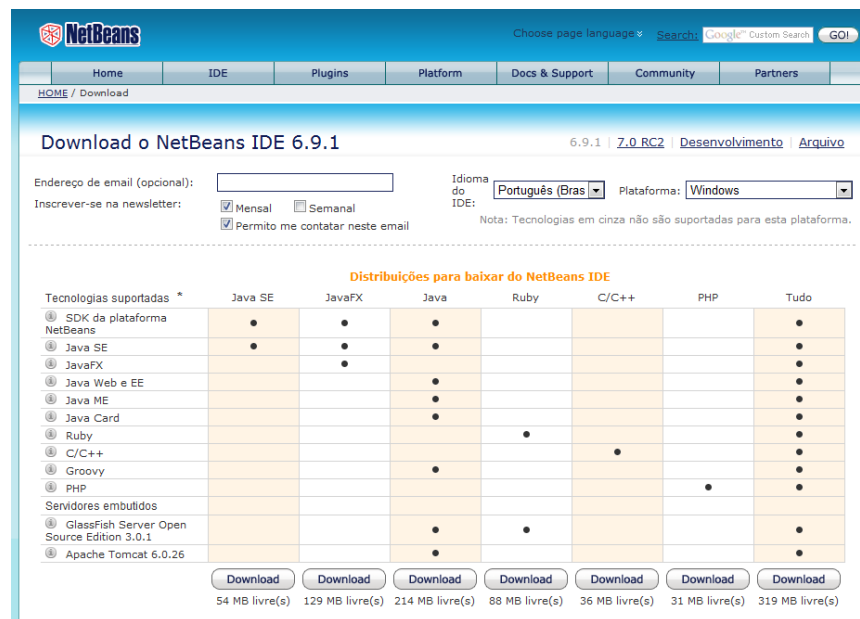 NetBeans
Choose page language Search: Google™ Custom Search GO!
Home IDE Plugins Platform Docs & Support Community Partners
HOME / Download
Download o NetBeans IDE 6.9.1
6.9.1 | 7.0 RC2 | Desenvolvimento | Arquivo
Endereço de email (opcional):
Idioma do IDE: Português (Bras Plataforma: Windows
Inscrever-se na newsletter: Mensal Semanal
Permito me contatar neste email
Nota: Tecnologias em cinza não são suportadas para esta plataforma.
Distribuições para baixar do NetBeans IDE
Tecnologias suportadas * Java SE JavaFX Java Ruby C/C++ PHP Tudo
SDK da plataforma
NetBeans
Java SE
JavaFX
Java Web e EE
Java ME
Java Card
Ruby
C/C++
Groovy
PHP
Servidores embutidos
GlassFish Server Open
Source Edition 3.0.1
Apache Tomcat 6.0.26
Download Download Download Download Download Download Download
54 MB livre(s) 129 MB livre(s) 214 MB livre(s) 88 MB livre(s) 36 MB livre(s) 31 MB livre(s) 319 MB livre(s)